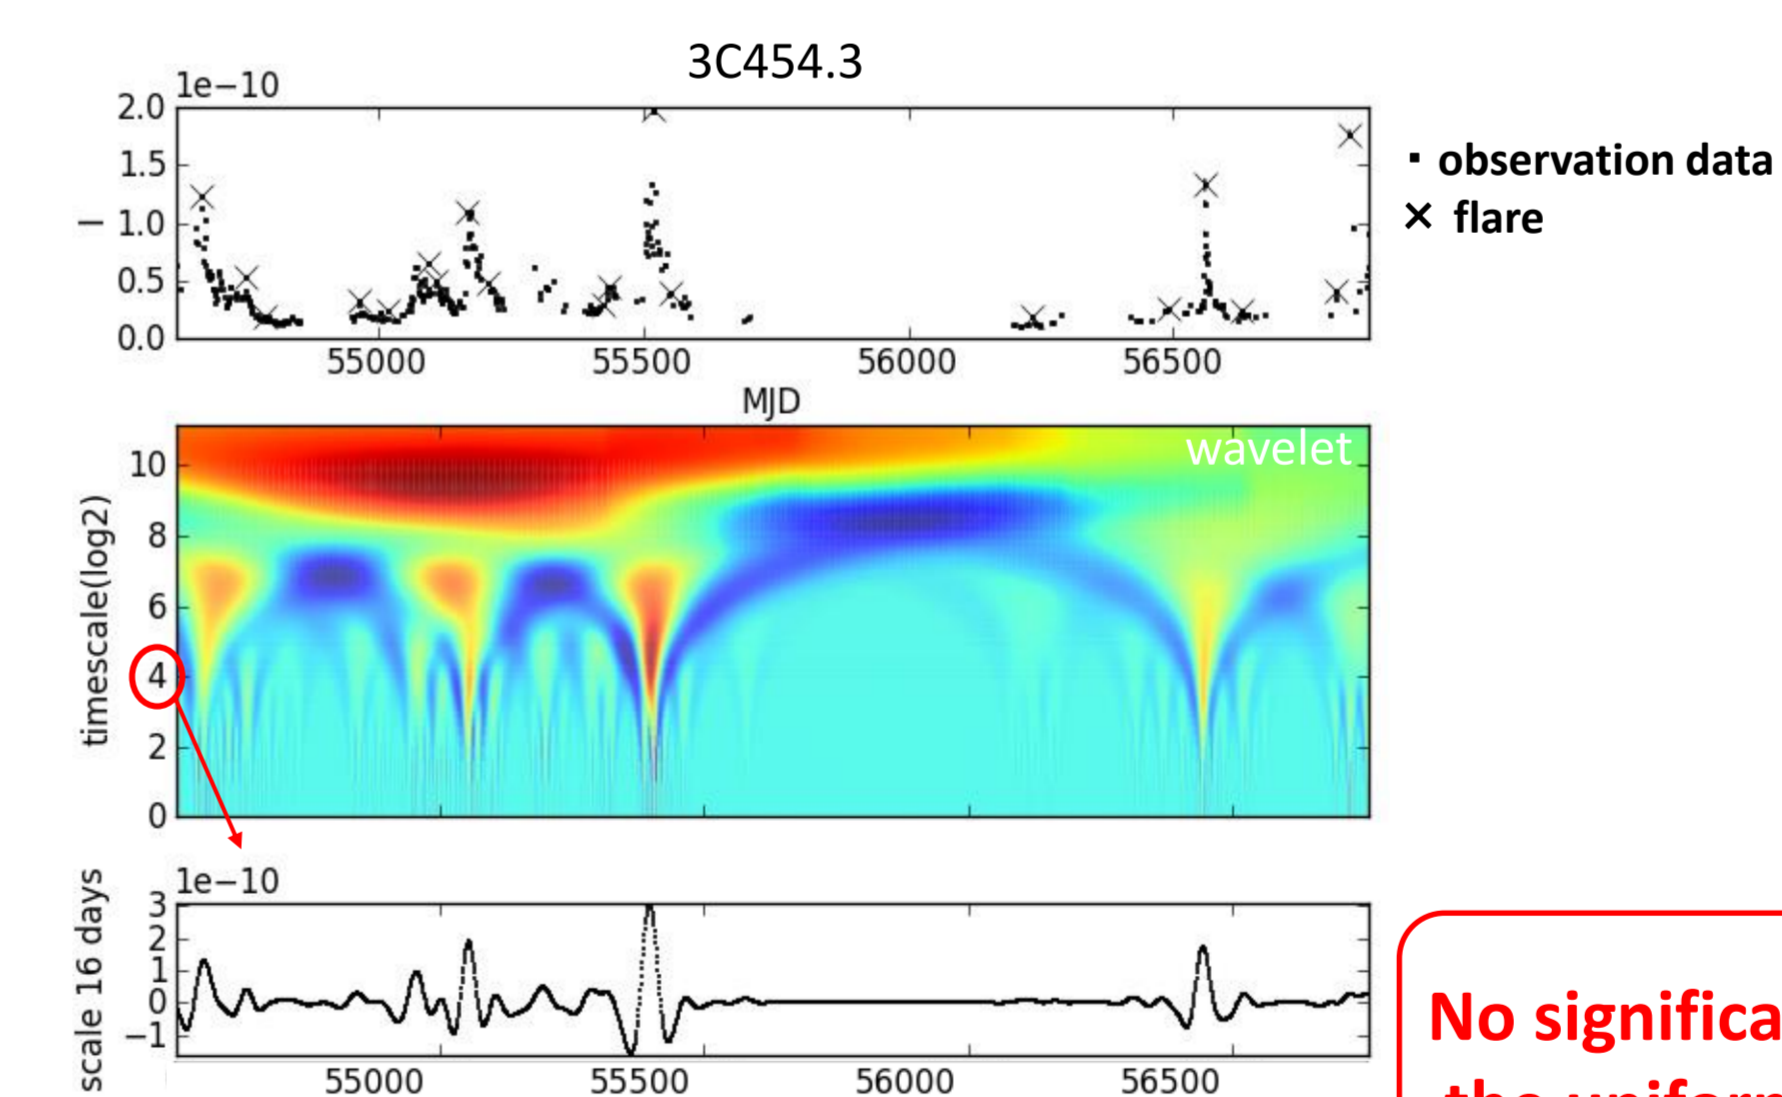 3C454.3
1e−10
2.0
1.5
1.0
0.5
0.0
I
55000 55500 56000 56500
MJD
▪ observation data
× flare
wavelet
10
8
6
4
2
0
timescale(log2)
1e−10
3
2
1
0
−1
scale 16 days
55000 55500 56000 56500
No significa